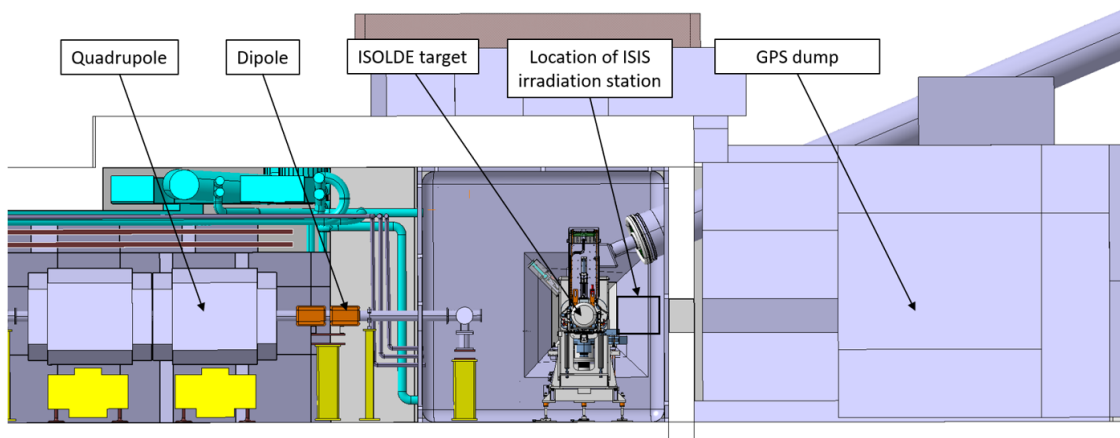 Quadrupole
Dipole
ISOLDE target
Location of ISIS
irradiation station
GPS dump